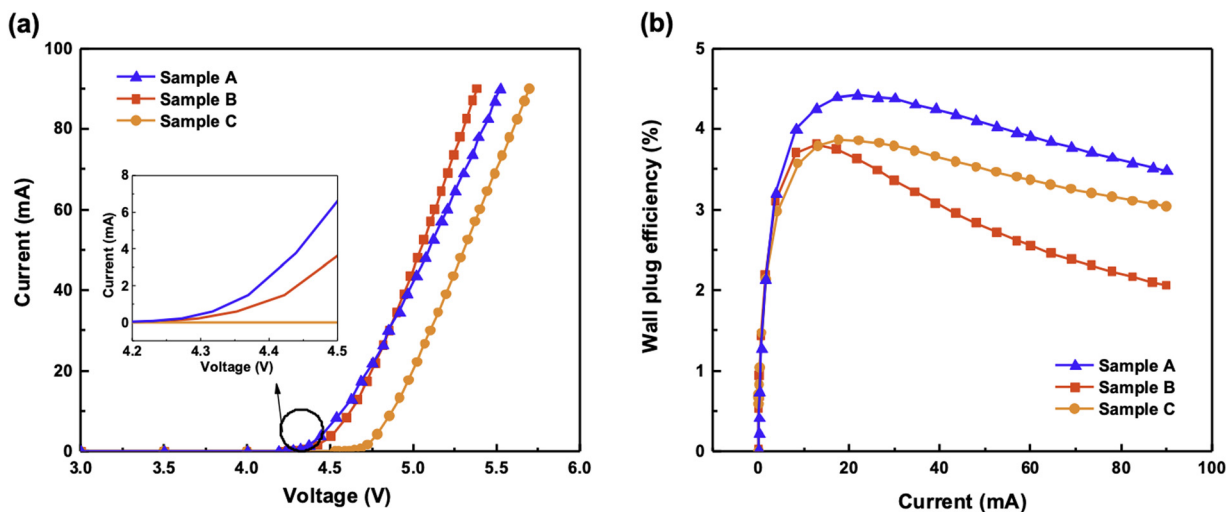 (a)
100
80
60
40
20
0
Current (mA)
Sample A
Sample B
Sample C
8
6
4
2
0
Current (mA)
4.2 4.3 4.4 4.5
Voltage (V)
3.0 3.5 4.0 4.5 5.0 5.5 6.0
Voltage (V)
(b)
5
4
3
2
1
0
Wall plug efficiency (%)
Sample A
Sample B
Sample C
0 20 40 60 80 100
Current (mA)